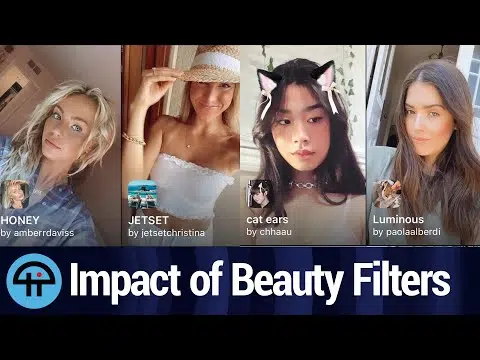 HONEY
by amberrdaviss
JETSET
by jetsetchristina
cat ears
by chhaau
Luminous
by paolaalberdi
Impact of Beauty Filters